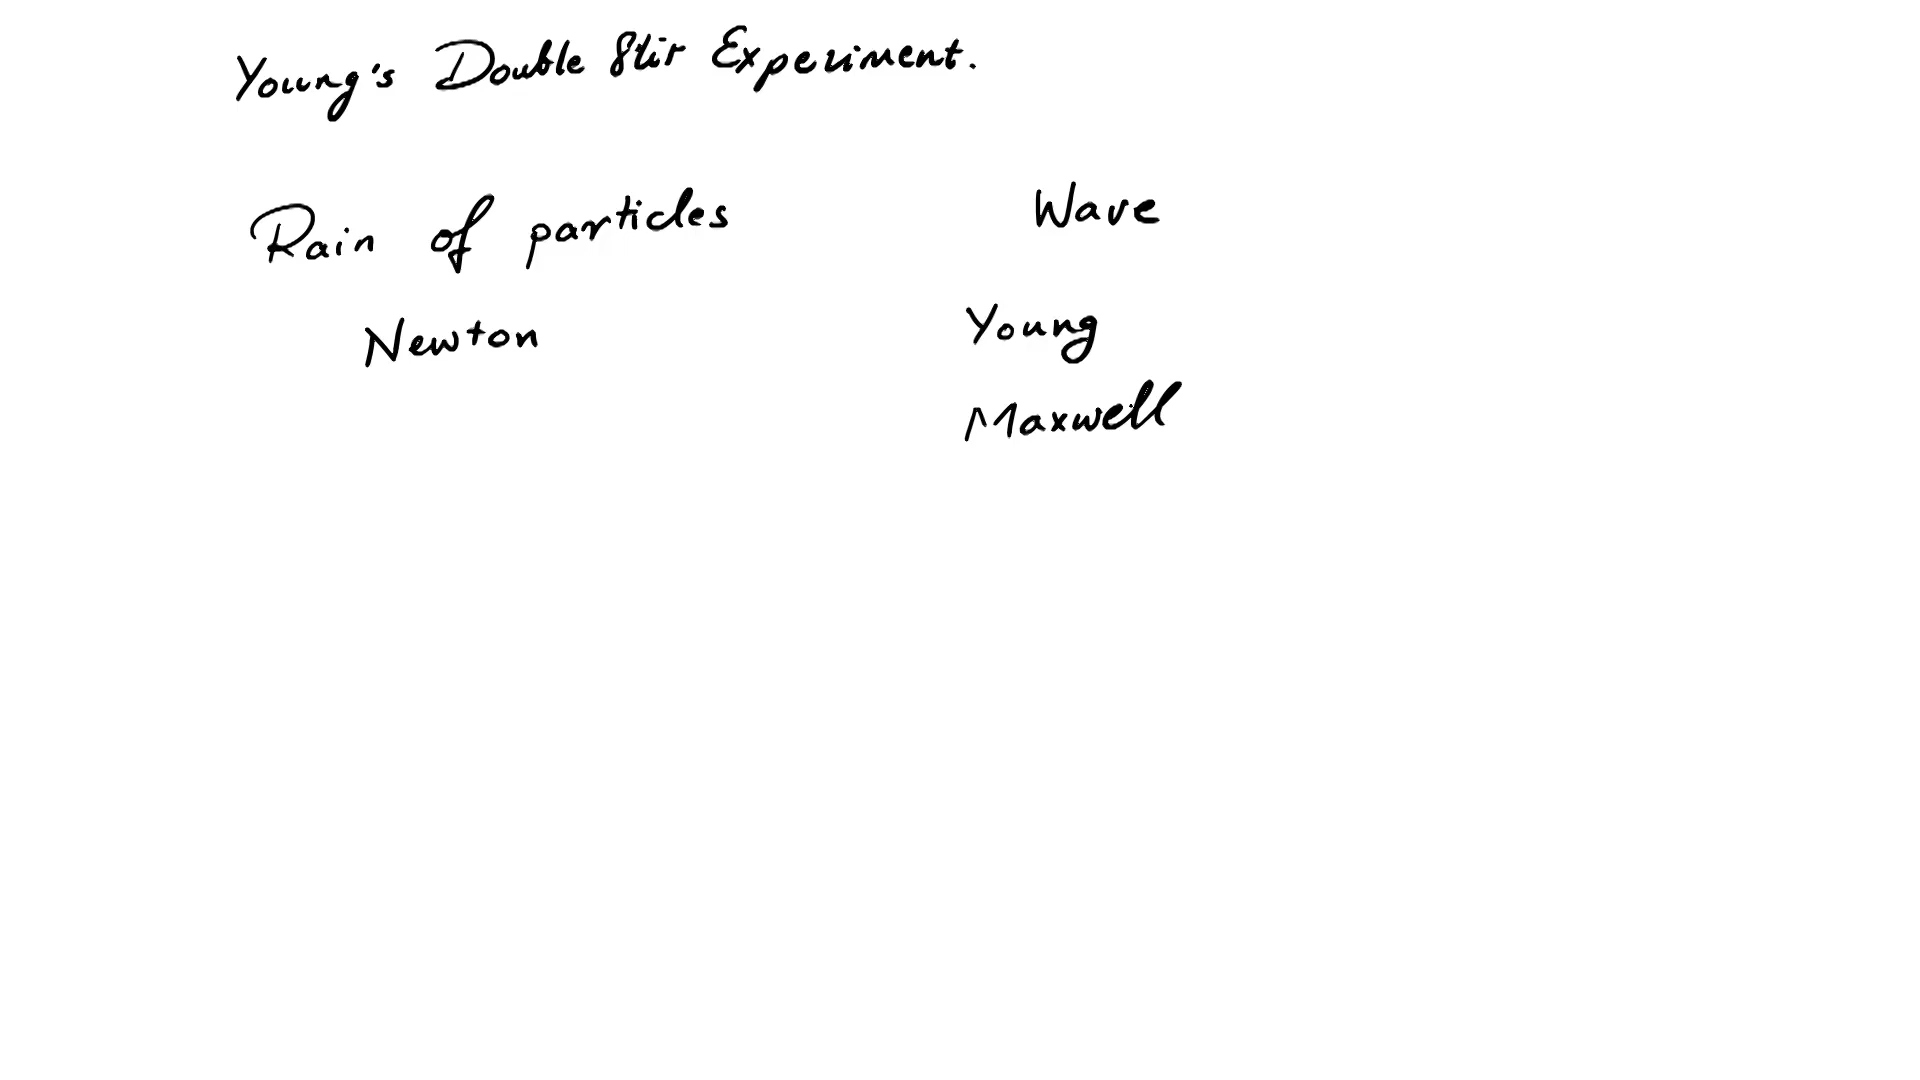 Young's Double Slit Experiment.
Rain of particles
Wave
Newton
Young
Maxwell